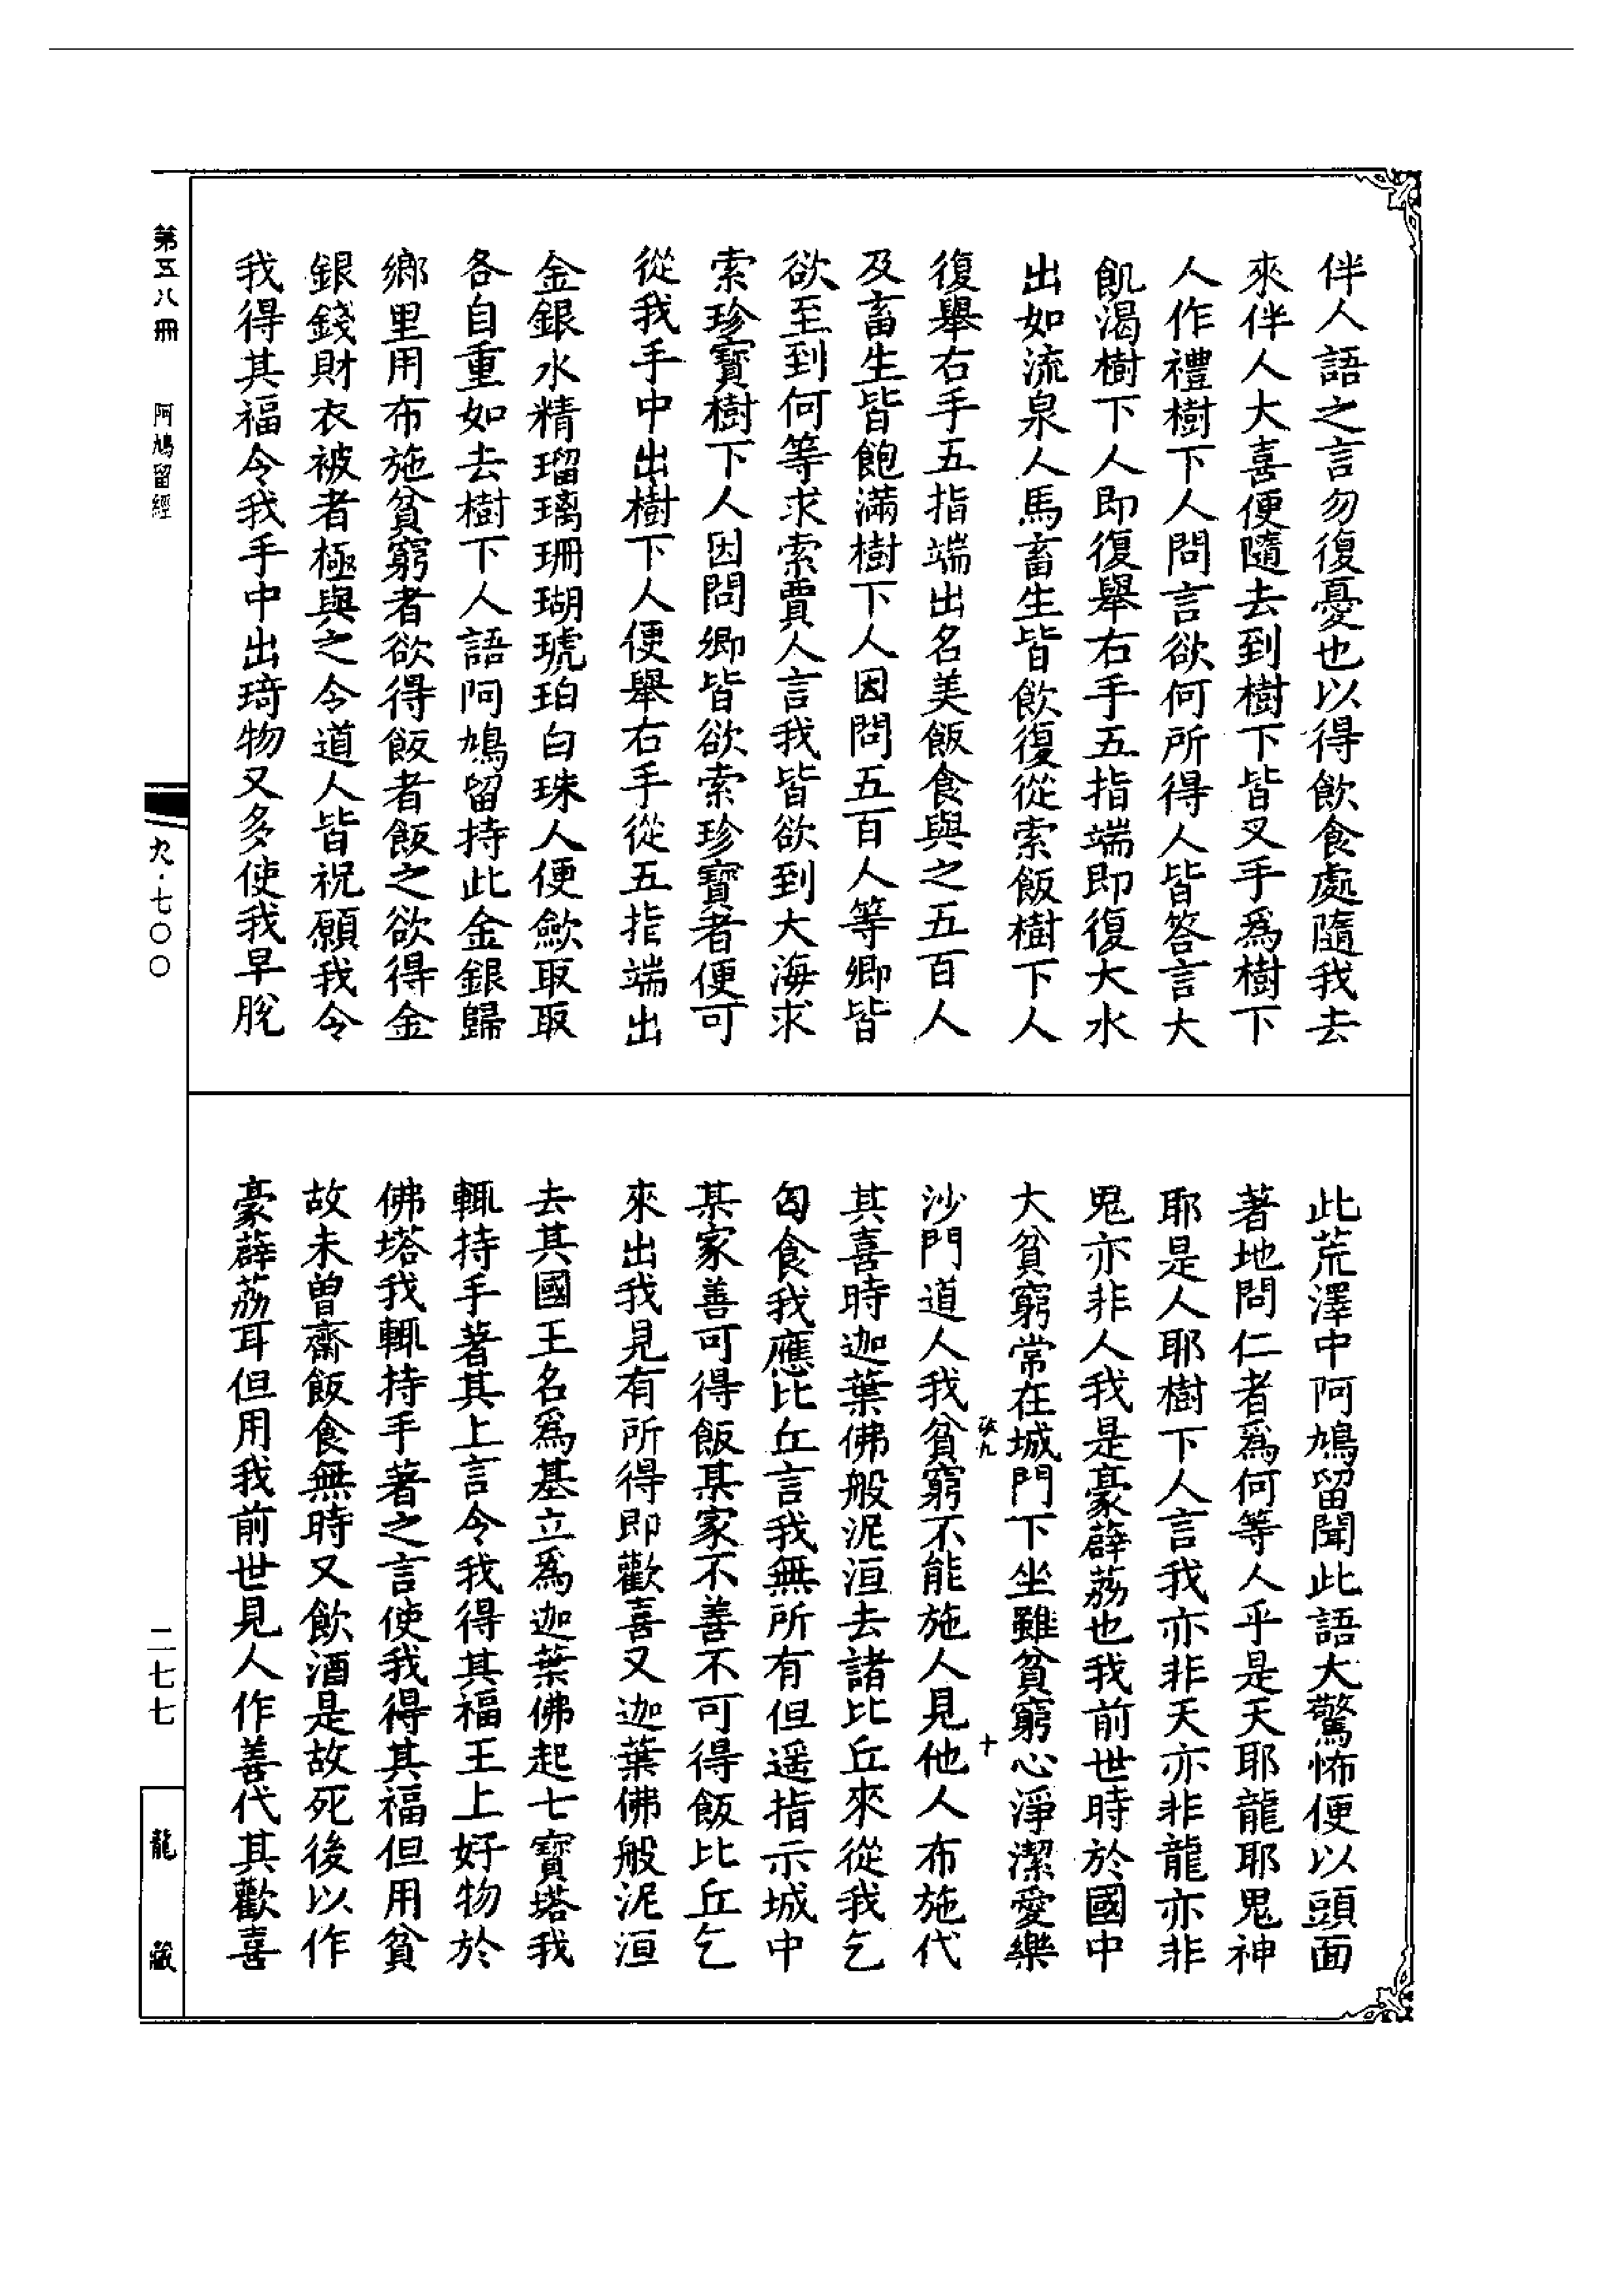 伴人語之言勿復憂也以得飲食處隨我去
來伴人大喜便隨去到樹下皆叉手爲樹下
人作禮樹下人問言欲何所得人皆答言大
飢渴樹下人即復舉右手五指端即復大水
出如流泉人馬畜生皆飲復從索飯樹下人
復舉右手五指端出名美飯食與之五百人
及畜生皆飽滿樹下人因問五百人等卿皆
欲至到何等求索賈人言我皆欲到大海求
索珍寶樹下人因問卿皆欲索珍寶者便可
從我手中出樹下人便舉右手從五指端出
金銀水精瑠璃珊瑚琥珀白珠人便歛取取
各自重如去樹下人語阿鳩留持此金銀歸
鄉里用布施貧窮者欲得飯者飯之欲得金
銀錢財衣被者極與之令道人皆祝願我令
我得其福令我手中出琦物又多使我早脫
此荒澤中阿鳩留聞此語大驚怖便以頭面
著地問仁者爲何等人乎是天耶龍耶鬼神
耶是人耶樹下人言我亦非天亦非龍亦非
鬼亦非人我是豪薜荔也我前世時於國中
大貧窮常在城門下坐雖貧窮心淨潔愛樂
沙門道人我貧窮不能施人見他人布施代
其喜時迦葉佛般泥洹去諸比丘來從我乞
匃食我應比丘言我無所有但遥指示城中
某家善可得飯某家不善不可得飯比丘乞
來出我見有所得即歡喜又迦葉佛般泥洹
去其國王名爲基立爲迦葉佛起七寶塔我
輒持手著其上言令我得其福王上好物於
佛塔我輒持手著之言使我得其福但用貧
故未曾齋飯食無時又飲酒是故死後以作
豪薜荔耳但用我前世見人作善代其歡喜
十
第五八冊
阿鳩留經
九·七〇〇
二七七
龍藏